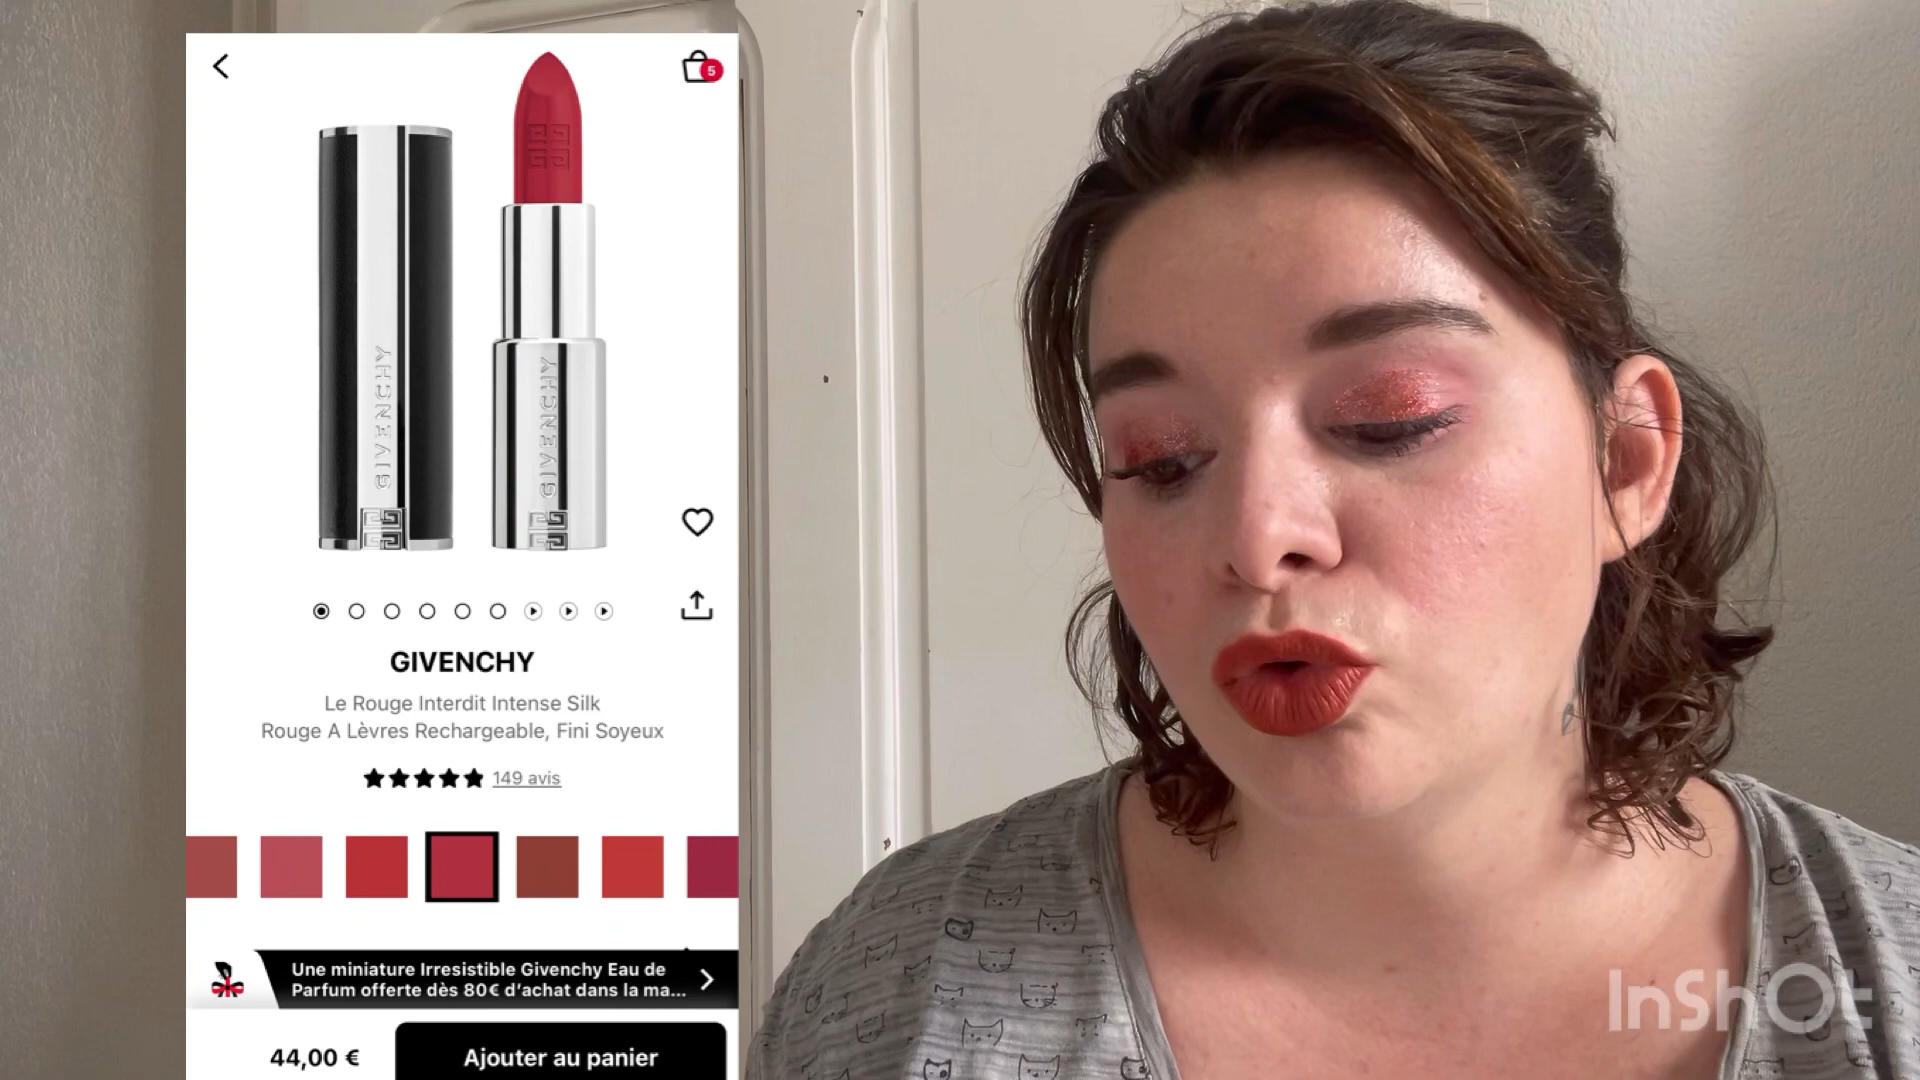 5
GIVENCHY
GIVENCHY
GIVENCHY
Le Rouge Interdit Intense Silk
Rouge A Lèvres Rechargeable, Fini Soyeux
149 avis
Une miniature Irresistible Givenchy Eau de
Parfum offerte dès 80€ d'achat dans la ma...
44,00 €
Ajouter au panier
InShOt